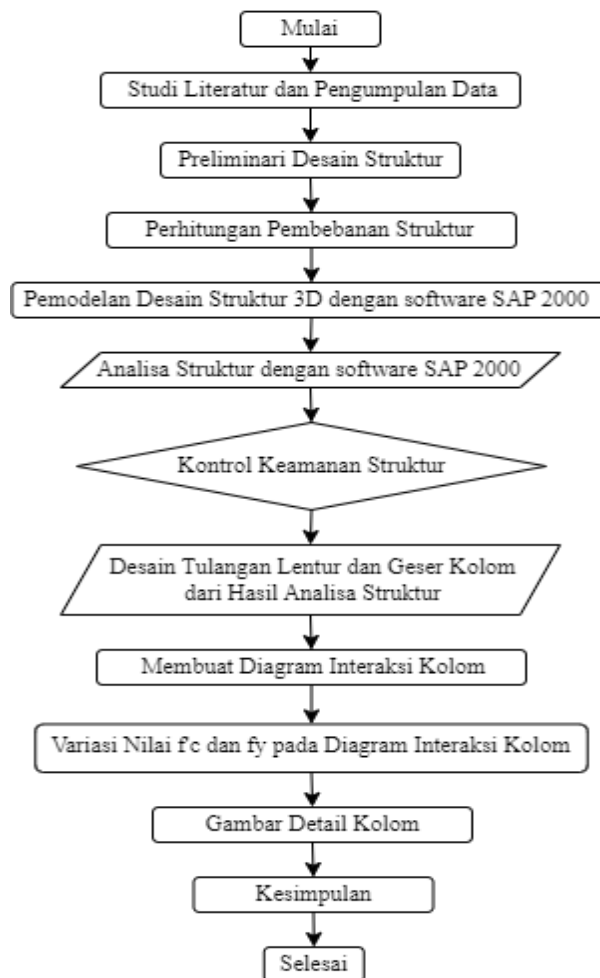 Mulai
Studi Literatur dan Pengumpulan Data
Preliminari Desain Struktur
Perhitungan Pembebanan Struktur
Pemodelan Desain Struktur 3D dengan software SAP 2000
Analisa Struktur dengan software SAP 2000
Kontrol Keamanan Struktur
Desain Tulangan Lentur dan Geser Kolom
dari Hasil Analisa Struktur
Membuat Diagram Interaksi Kolom
Variasi Nilai f'c dan fy pada Diagram Interaksi Kolom
Gambar Detail Kolom
Kesimpulan
Selesai